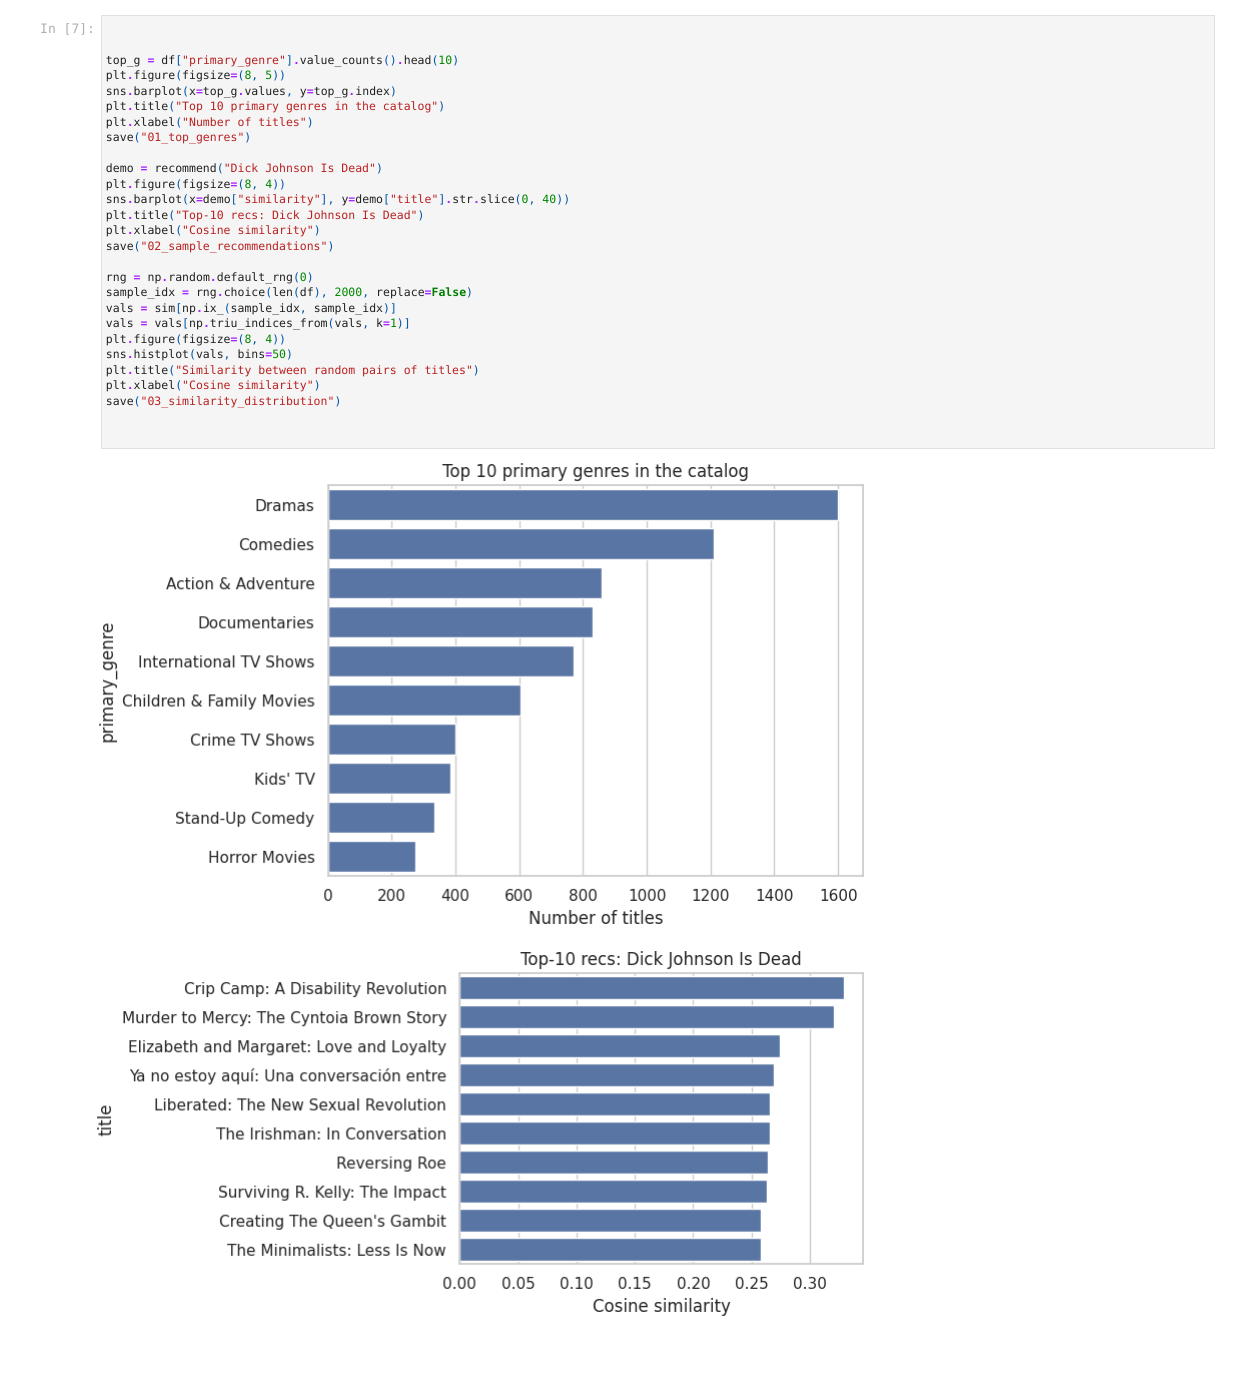 In [7]:
top_g = df["primary_genre"].value_counts().head(10)
plt.figure(figsize=(8, 5))
sns.barplot(x=top_g.values, y=top_g.index)
plt.title("Top 10 primary genres in the catalog")
plt.xlabel("Number of titles")
save("01_top_genres")
demo = recommend("Dick Johnson Is Dead")
plt.figure(figsize=(8, 4))
sns.barplot(x=demo["similarity"], y=demo["title"].str.slice(0, 40))
plt.title("Top-10 recs: Dick Johnson Is Dead")
plt.xlabel("Cosine similarity")
save("02_sample_recommendations")
rng = np.random.default_rng(0)
sample_idx = rng.choice(len(df), 2000, replace=False)
vals = sim[np.ix_(sample_idx, sample_idx)]
vals = vals[np.triu_indices_from(vals, k=1)]
plt.figure(figsize=(8, 4))
sns.histplot(vals, bins=50)
plt.title("Similarity between random pairs of titles")
plt.xlabel("Cosine similarity")
save("03_similarity_distribution")
Top 10 primary genres in the catalog
primary_genre
Dramas
Comedies
Action & Adventure
Documentaries
International TV Shows
Children & Family Movies
Crime TV Shows
Kids' TV
Stand-Up Comedy
Horror Movies
0 200 400 600 800 1000 1200 1400 1600
Number of titles
Top-10 recs: Dick Johnson Is Dead
title
Crip Camp: A Disability Revolution
Murder to Mercy: The Cyntoia Brown Story
Elizabeth and Margaret: Love and Loyalty
Ya no estoy aquí: Una conversación entre
Liberated: The New Sexual Revolution
The Irishman: In Conversation
Reversing Roe
Surviving R. Kelly: The Impact
Creating The Queen's Gambit
The Minimalists: Less Is Now
0.00 0.05 0.10 0.15 0.20 0.25 0.30
Cosine similarity